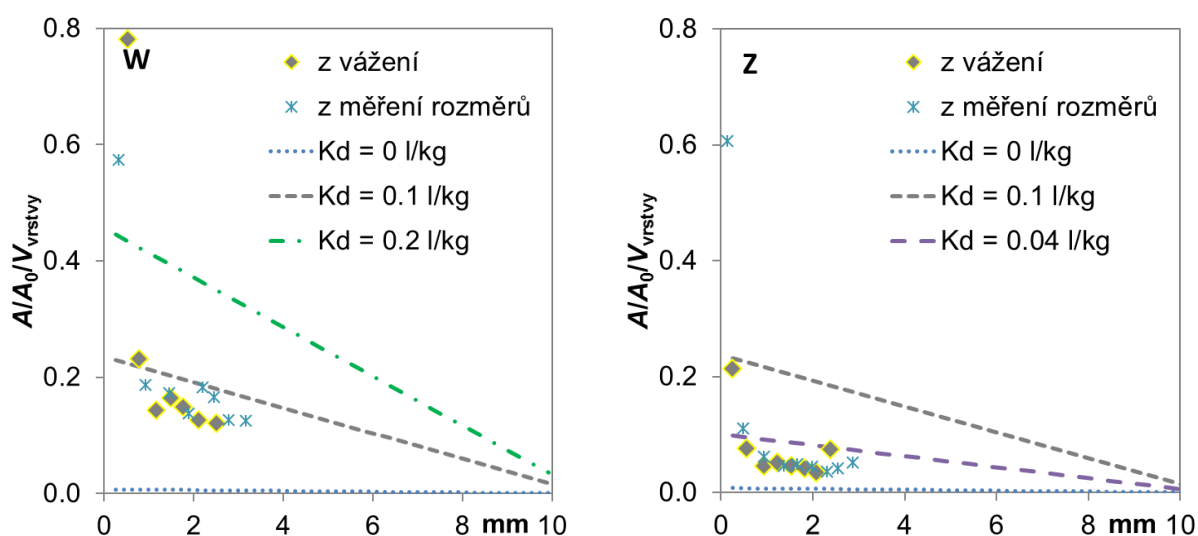 A/A0/Vvrstvy
0.8
0.6
0.4
0.2
0.0
W
z vážení
z měření rozměrů
Kd = 0 l/kg
Kd = 0.1 l/kg
Kd = 0.2 l/kg
0 2 4 6 8 mm 10
A/A0/Vvrstvy
0.8
0.6
0.4
0.2
0.0
Z
z vážení
z měření rozměrů
Kd = 0 l/kg
Kd = 0.1 l/kg
Kd = 0.04 l/kg
0 2 4 6 8 mm 10